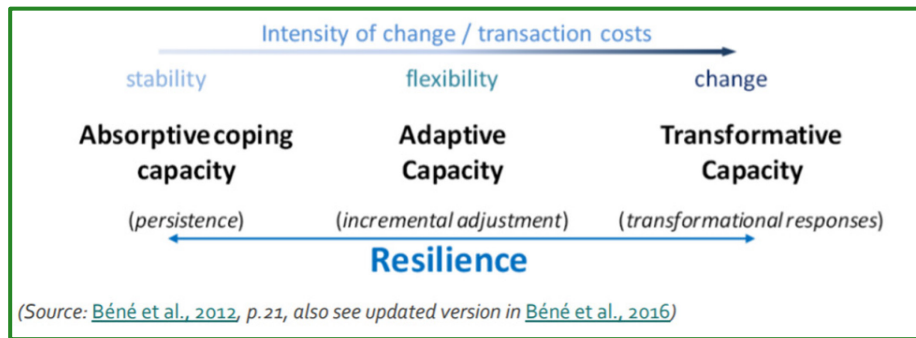 Intensity of change / transaction costs
stability flexibility change
Absorptive coping Adaptive Transformative
capacity Capacity Capacity
(persistence) (incremental adjustment) (transformational responses)
Resilience
(Source: Béné et al., 2012, p.21, also see updated version in Béné et al., 2016)